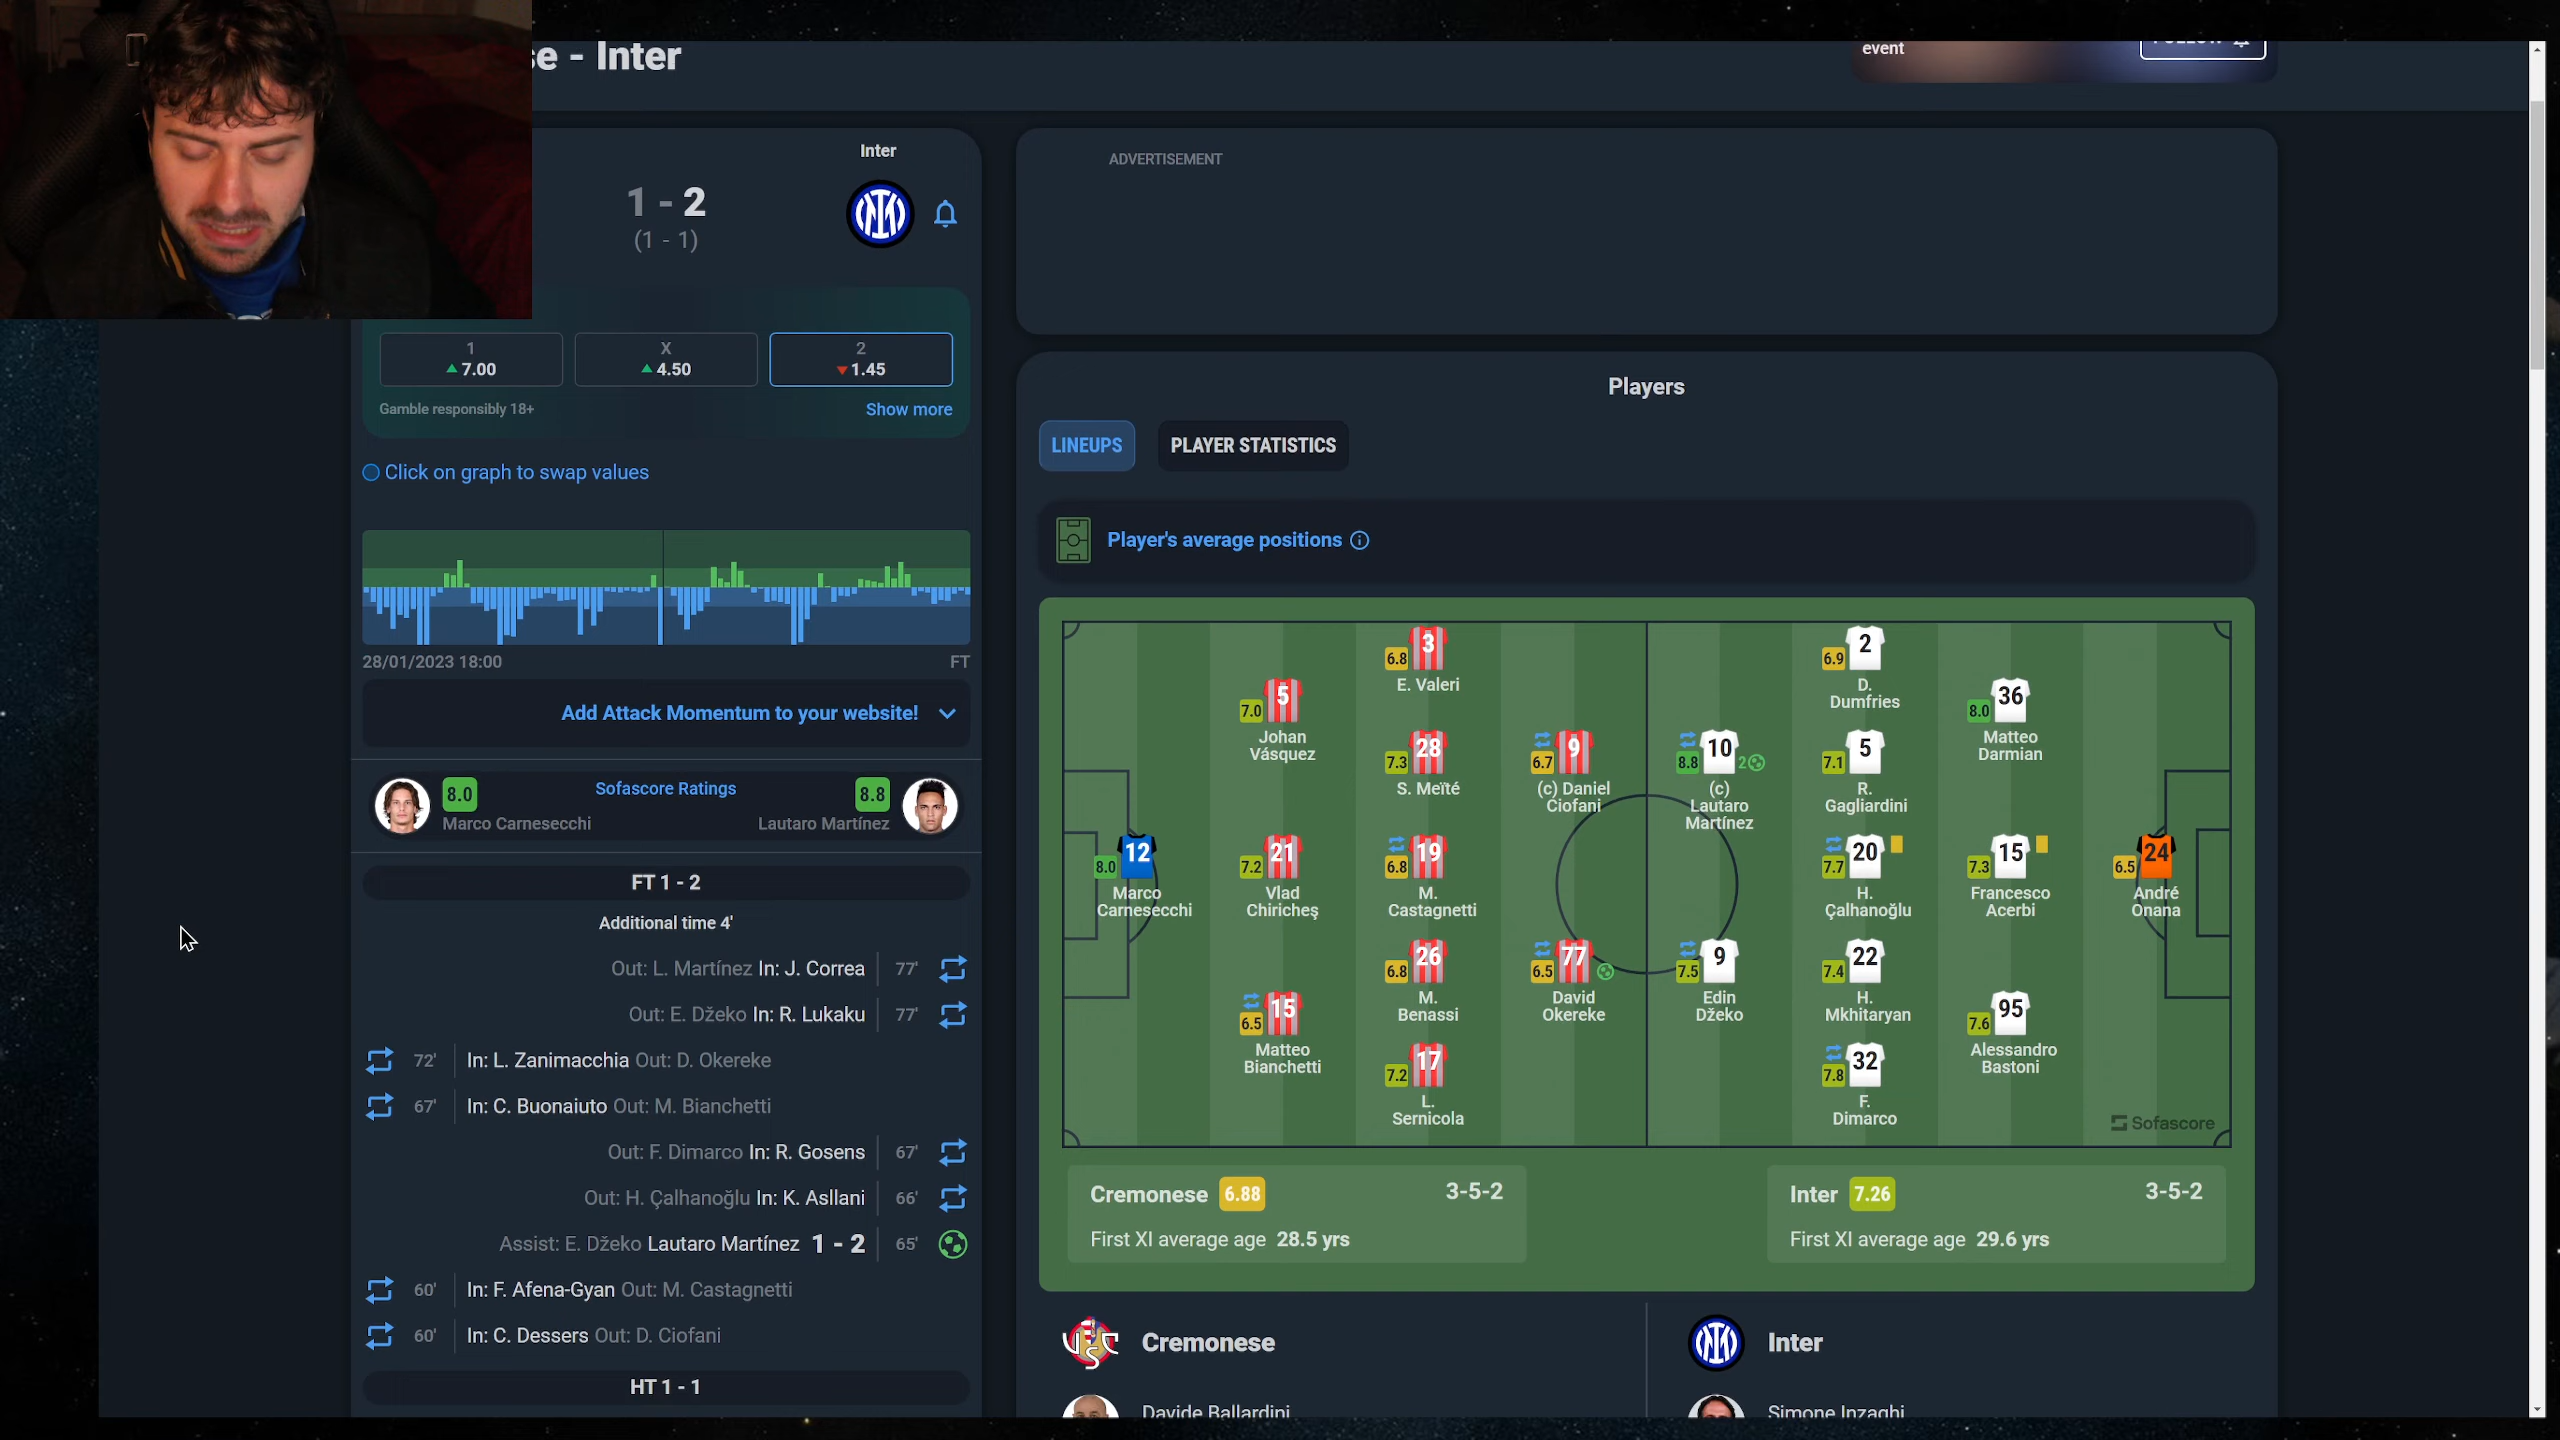 se - Inter
event
Inter
1 - 2
(1 - 1)
1
7.00
X
4.50
2
1.45
Gamble responsibly 18+
Show more
Click on graph to swap values
28/01/2023 18:00
FT
Add Attack Momentum to your website!
8.0
Marco Carnesecchi
Sofascore Ratings
8.8
Lautaro Martínez
FT 1 - 2
Additional time 4'
Out: L. Martínez In: J. Correa 77'
Out: E. Džeko In: R. Lukaku 77'
72' In: L. Zanimacchia Out: D. Okereke
67' In: C. Buonaiuto Out: M. Bianchetti
Out: F. Dimarco In: R. Gosens 67'
Out: H. Çalhanoğlu In: K. Asllani 66'
Assist: E. Džeko Lautaro Martínez 1 - 2 65'
60' In: F. Afena-Gyan Out: M. Castagnetti
60' In: C. Dessers Out: D. Ciofani
HT 1 - 1
ADVERTISEMENT
Players
LINEUPS
PLAYER STATISTICS
Player's average positions
12
8.0
Marco
Carnesecchi
5
7.0
Johan
Vásquez
21
7.2
Vlad
Chiricheş
15
6.5
Matteo
Bianchetti
3
6.8
E. Valeri
28
7.3
S. Meïté
19
6.8
M.
Castagnetti
26
6.8
M.
Benassi
17
7.2
L.
Sernicola
9
6.7
(c) Daniel
Ciofani
77
6.5
David
Okereke
10
8.8
2
(c)
Lautaro
Martínez
9
7.5
Edin
Džeko
2
6.9
D.
Dumfries
5
7.1
R.
Gagliardini
20
7.7
H.
Çalhanoğlu
22
7.4
H.
Mkhitaryan
32
7.8
F.
Dimarco
36
8.0
Matteo
Darmian
15
7.3
Francesco
Acerbi
95
7.6
Alessandro
Bastoni
24
6.5
André
Onana
Sofascore
Cremonese 6.88
3-5-2
First XI average age 28.5 yrs
Inter 7.26
3-5-2
First XI average age 29.6 yrs
Cremonese
Inter
Davide Ballardini
Simone Inzaghi